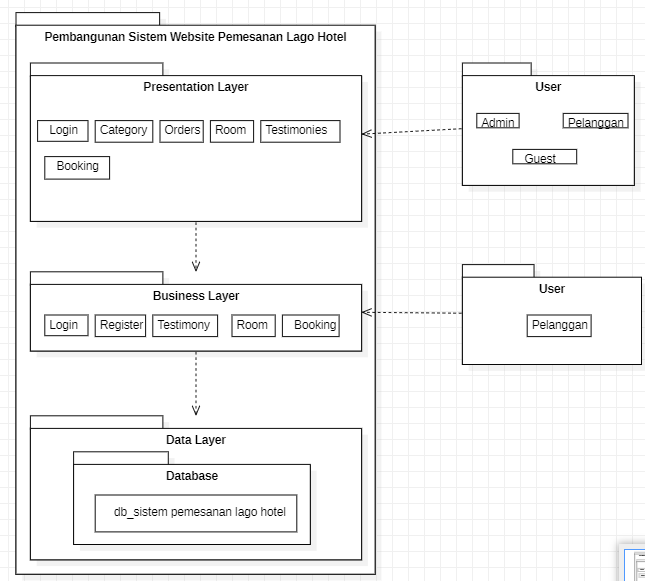 Pembangunan Sistem Website Pemesanan Lago Hotel
Presentation Layer
Login
Category
Orders
Room
Testimonies
Booking
User
Admin
Pelanggan
Guest
Business Layer
Login
Register
Testimony
Room
Booking
User
Pelanggan
Data Layer
Database
db_sistem pemesanan lago hotel